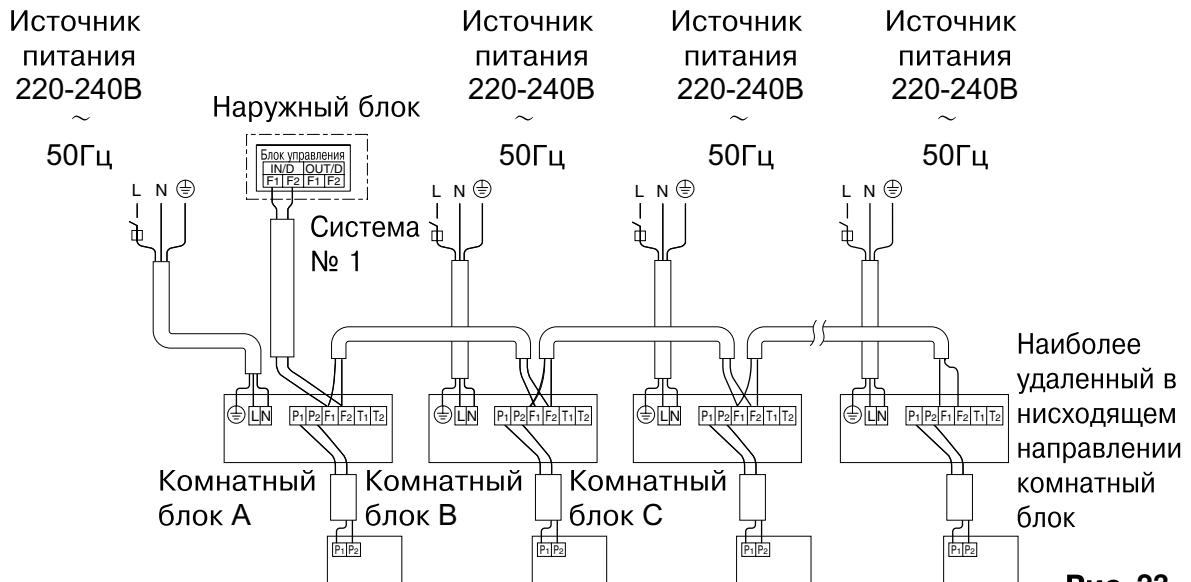 Источник
питания
220-240В
~
50Гц
Источник
питания
220-240В
~
50Гц
Источник
питания
220-240В
~
50Гц
Источник
питания
220-240В
~
50Гц
Наружный блок
Блок управления
IN/D OUT/D
F1 F2 F1 F2
L N
L N
L N
L N
Система
№ 1
Наиболее
удаленный в
нисходящем
направлении
комнатный
блок
L N P1 P2 F1 F2 T1 T2
L N P1 P2 F1 F2 T1 T2
L N P1 P2 F1 F2 T1 T2
L N P1 P2 F1 F2 T1 T2
Комнатный
блок A
Комнатный
блок B
Комнатный
блок C
P1 P2
P1 P2
P1 P2
P1 P2